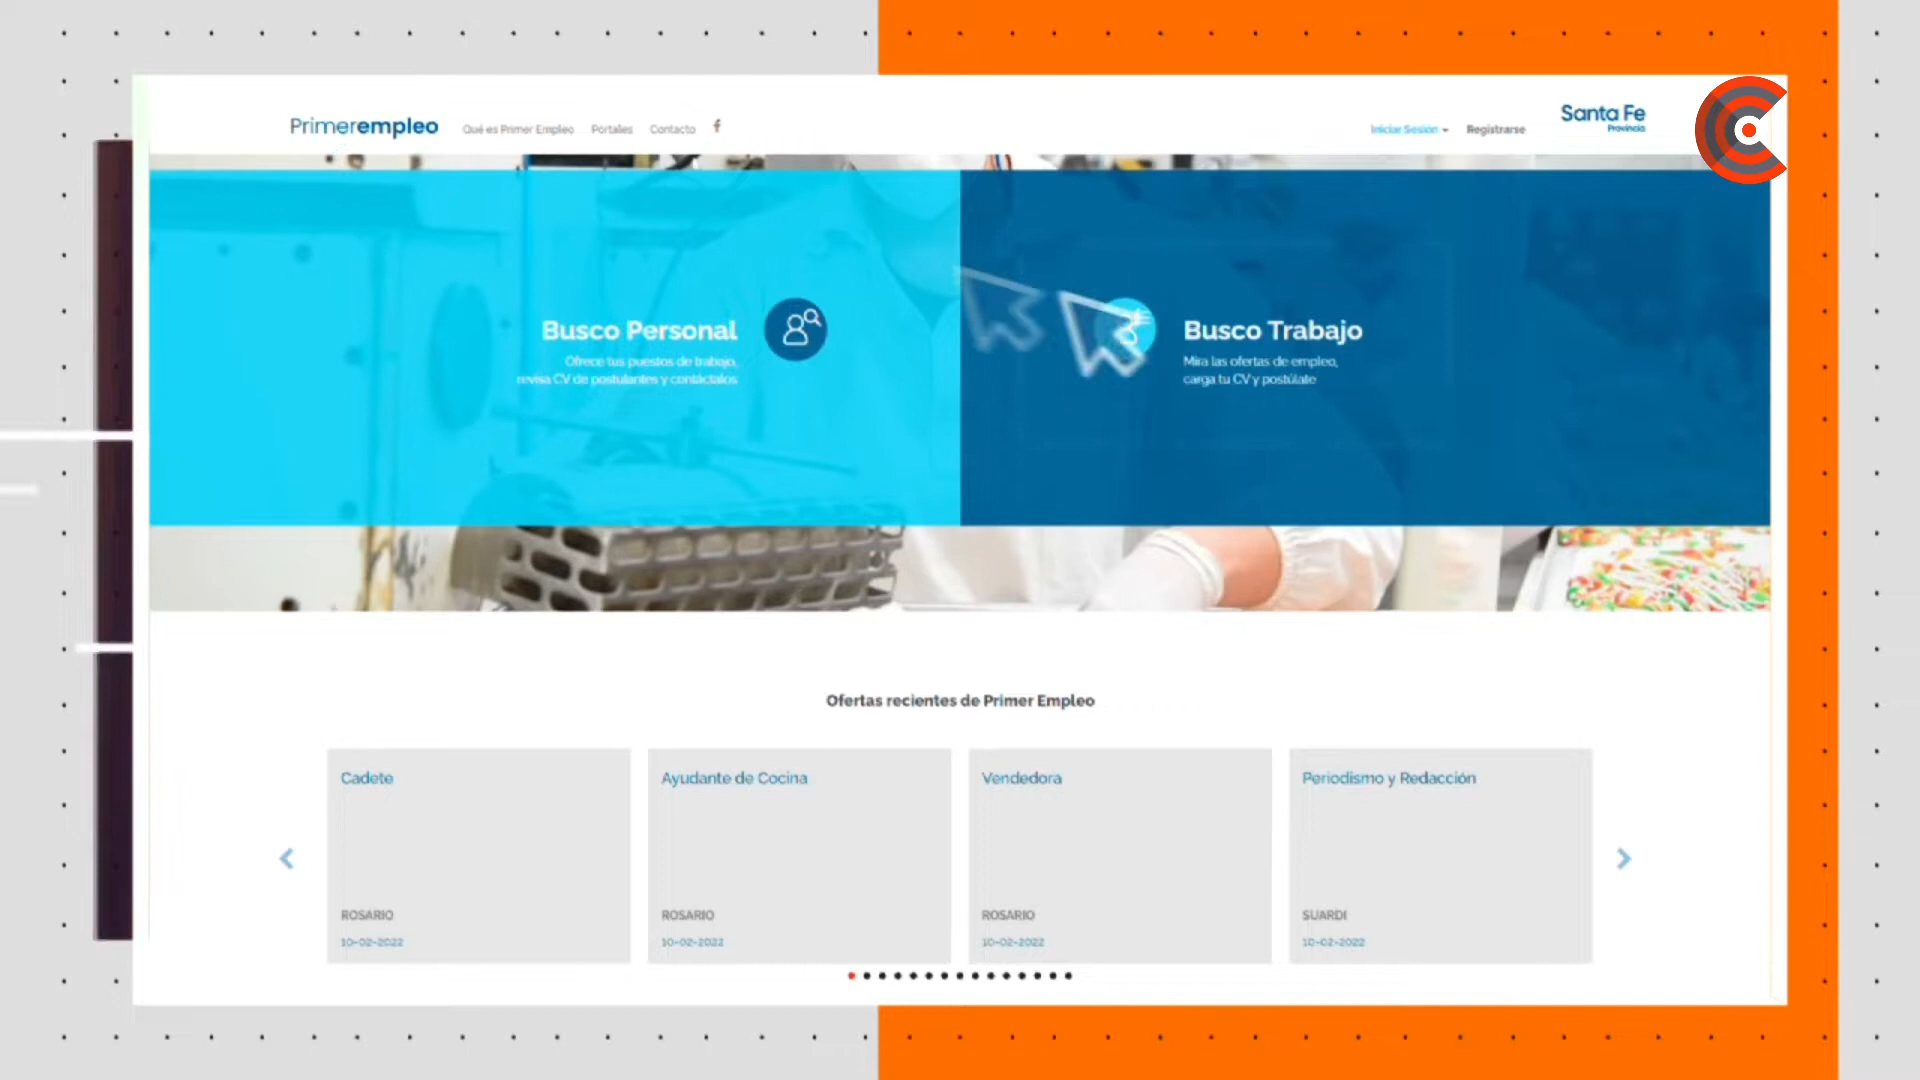 Primerempleo
Qué es Primer Empleo
Portales
Contacto
f
Iniciar Sesión
Registrarse
Santa Fe
Provincia
Busco Personal
Ofrece tus puestos de trabajo,
revisa CV de postulantes y contáctalos
Busco Trabajo
Mira las ofertas de empleo,
carga tu CV y postúlate
Ofertas recientes de Primer Empleo
Cadete
ROSARIO
10-02-2022
Ayudante de Cocina
ROSARIO
10-02-2022
Vendedora
ROSARIO
10-02-2022
Periodismo y Redacción
SUARDI
10-02-2022